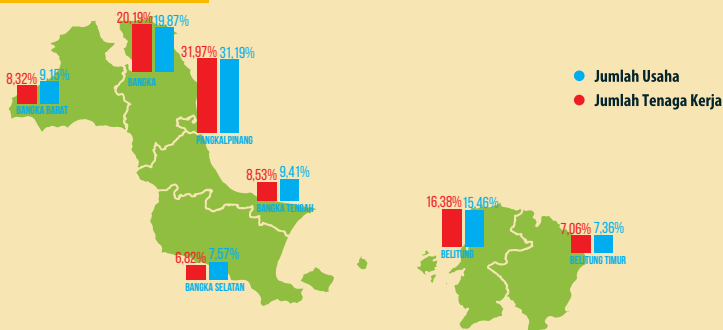 20,19% 19,87%
BANGKA
31,97% 31,19%
PANGKALPINANG
8,32% 9,15%
BANGKA BARAT
8,53% 9,41%
BANGKA TENGAH
6,82% 7,57%
BANGKA SELATAN
16,38% 15,46%
BELITUNG
7,06% 7,36%
BELITUNG TIMUR
Jumlah Usaha
Jumlah Tenaga Kerja